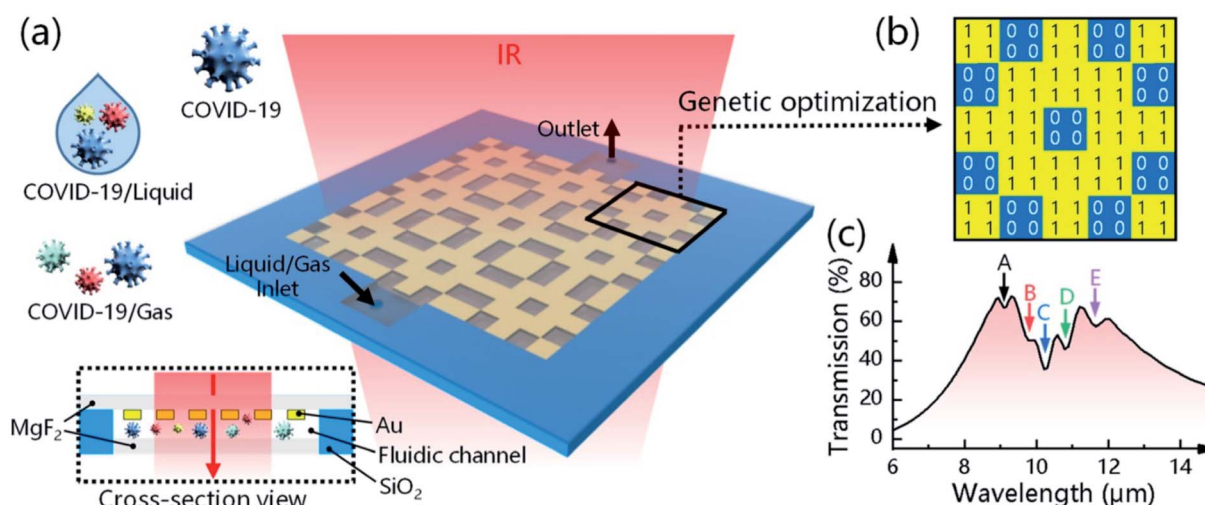 (a)
COVID-19
IR
COVID-19/Liquid
COVID-19/Gas
Outlet
Liquid/Gas
Inlet
Genetic optimization
MgF2
Au
Fluidic channel
SiO2
Cross-section view
(b)
1 1 0 0 1 1 0 0 1 1
1 1 0 0 1 1 0 0 1 1
0 0 1 1 1 1 1 1 0 0
0 0 1 1 1 1 1 1 0 0
1 1 1 1 0 0 1 1 1 1
1 1 1 1 0 0 1 1 1 1
0 0 1 1 1 1 1 1 0 0
0 0 1 1 1 1 1 1 0 0
1 1 0 0 1 1 0 0 1 1
1 1 0 0 1 1 0 0 1 1
(c)
Transmission (%)
80
60
40
20
0
A
B
C
D
E
6 8 10 12 14
Wavelength (μm)